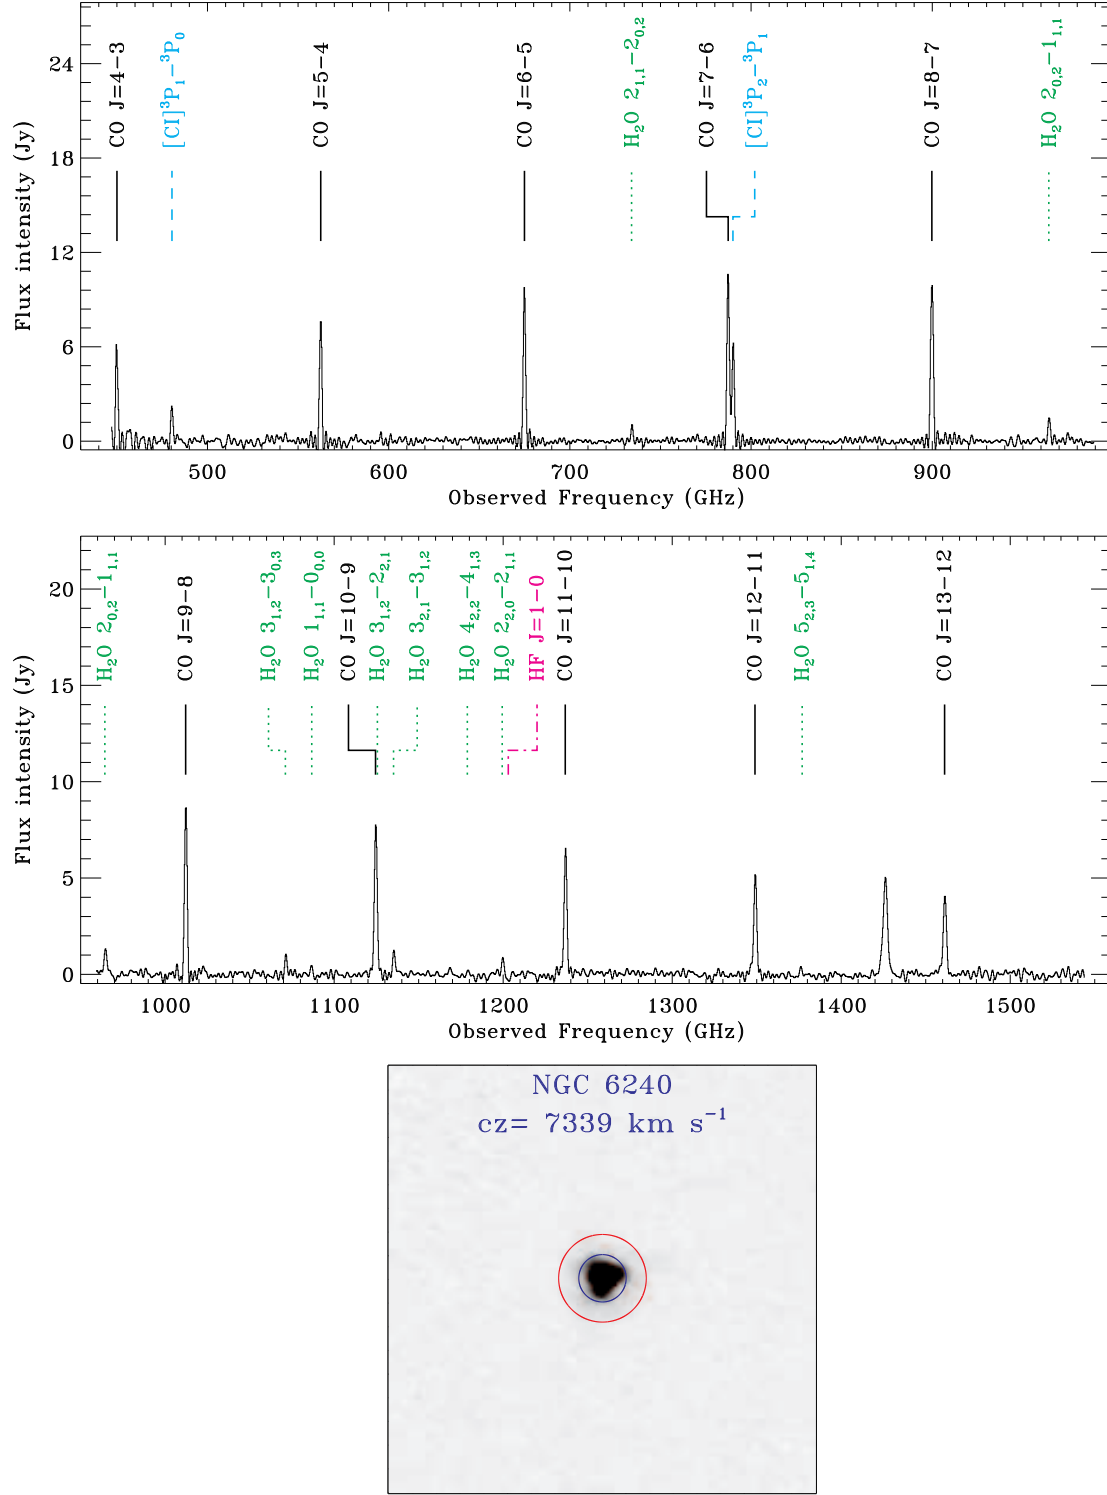 CO J=4−3
[CI]³P₁−³P₀
CO J=5−4
CO J=6−5
H₂O 2₁,₁−2₀,₂
CO J=7−6
[CI]³P₂−³P₁
CO J=8−7
H₂O 2₀,₂−1₁,₁
Flux intensity (Jy)
24
18
12
6
0
500 600 700 800 900
Observed Frequency (GHz)
H₂O 2₀,₂−1₁,₁
CO J=9−8
H₂O 3₁,₂−3₀,₃
H₂O 1₁,₁−0₀,₀
CO J=10−9
H₂O 3₁,₂−2₂,₁
H₂O 3₂,₁−3₁,₂
H₂O 4₂,₂−4₁,₃
H₂O 2₂,₀−2₁,₁
HF J=1−0
CO J=11−10
CO J=12−11
H₂O 5₂,₃−5₁,₄
CO J=13−12
Flux intensity (Jy)
20
15
10
5
0
1000 1100 1200 1300 1400 1500
Observed Frequency (GHz)
NGC 6240
cz= 7339 km s⁻¹